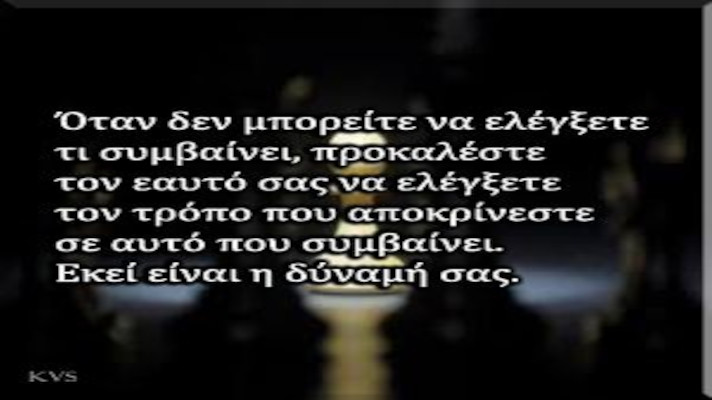 Όταν δεν μπορείτε να ελέγξετε
τι συμβαίνει, προκαλέστε
τον εαυτό σας να ελέγξετε
τον τρόπο που αποκρίνεστε
σε αυτό που συμβαίνει.
Εκεί είναι η δύναμή σας.
KVS